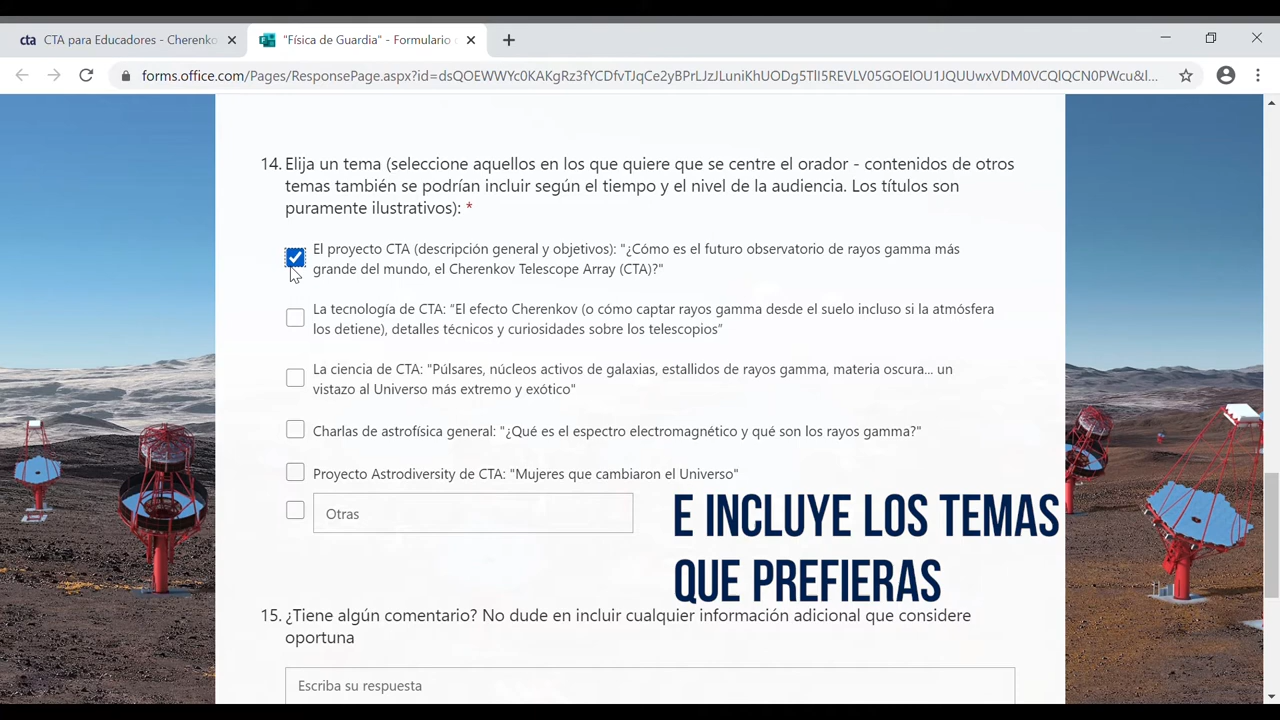 cta CTA para Educadores - Cherenko
"Física de Guardia" - Formulario
forms.office.com/Pages/ResponsePage.aspx?id=dsQOEWWYc0KAKgRz3fYCDfvTJqCe2yBPrLJzJLuniKhUODg5TlI5REVLV05GOElOU1JQUUwxVDM0VCQlQCN0PWcu&l...
14. Elija un tema (seleccione aquellos en los que quiere que se centre el orador - contenidos de otros
temas también se podrían incluir según el tiempo y el nivel de la audiencia. Los títulos son
puramente ilustrativos): *
El proyecto CTA (descripción general y objetivos): "¿Cómo es el futuro observatorio de rayos gamma más
grande del mundo, el Cherenkov Telescope Array (CTA)?"
La tecnología de CTA: “El efecto Cherenkov (o cómo captar rayos gamma desde el suelo incluso si la atmósfera
los detiene), detalles técnicos y curiosidades sobre los telescopios”
La ciencia de CTA: "Púlsares, núcleos activos de galaxias, estallidos de rayos gamma, materia oscura... un
vistazo al Universo más extremo y exótico"
Charlas de astrofísica general: "¿Qué es el espectro electromagnético y qué son los rayos gamma?"
Proyecto Astrodiversity de CTA: "Mujeres que cambiaron el Universo"
Otras
E INCLUYE LOS TEMAS
QUE PREFIERAS
15. ¿Tiene algún comentario? No dude en incluir cualquier información adicional que considere
oportuna
Escriba su respuesta